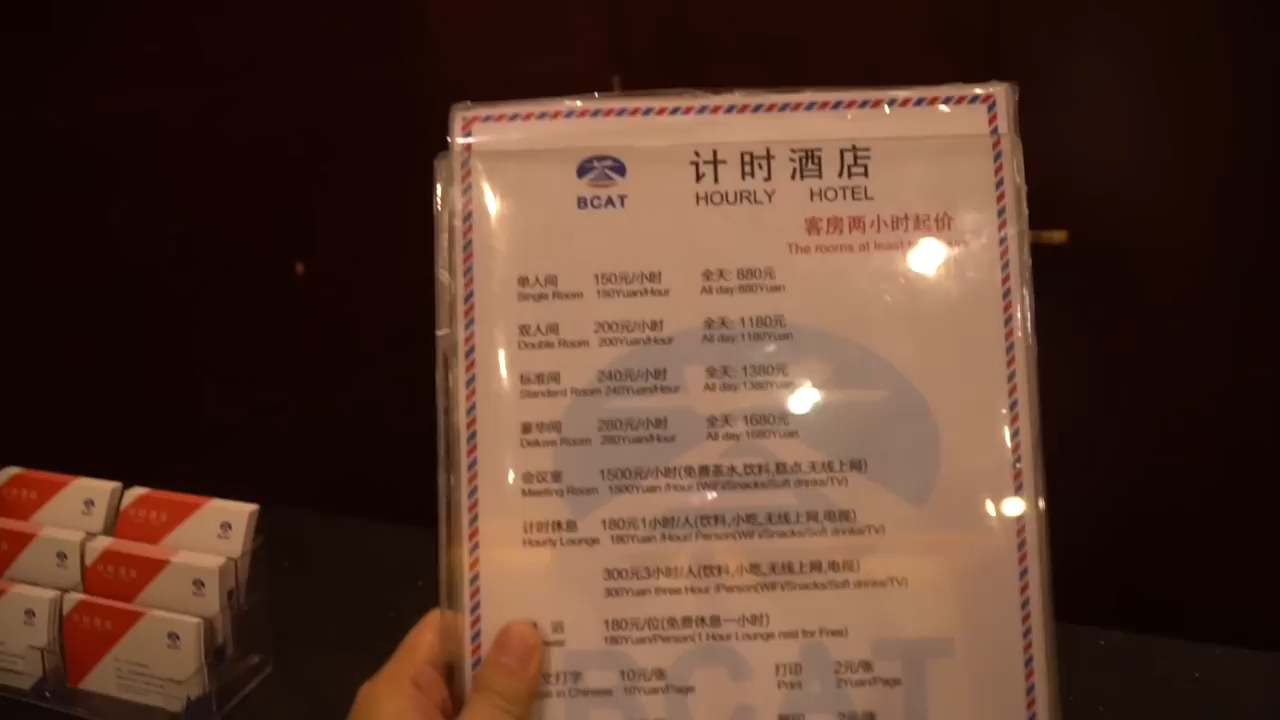 BCAT
计时酒店
HOURLY HOTEL
客房两小时起价
The rooms at least
单人间 150元/小时 全天: 880元
Single Room 150Yuan/Hour All day:880Yuan
双人间 200元/小时 全天: 1180元
Double Room 200Yuan/Hour All day:1180Yuan
标准间 240元/小时 全天: 1380元
Standard Room 240Yuan/Hour All day:1380Yuan
豪华间 280元/小时 全天: 1680元
Deluxe Room 280Yuan/Hour All day:1680Yuan
会议室 1500元/小时(免费茶水,饮料,糕点,无线上网)
Meeting Room 1500Yuan /Hour (WiFi/Snacks/Soft drinks/TV)
计时休息 180元1小时/人(饮料,小吃,无线上网,电视)
Hourly Lounge 180Yuan /Hour/ Person(WiFi/Snacks/Soft drinks/TV)
300元3小时/人(饮料,小吃,无线上网,电视)
300Yuan three Hour /Person(WiFi/Snacks/Soft drinks/TV)
浴 180元/位(免费休息一小时)
180Yuan/Person(1 Hour Lounge rest for Free)
文打字 10元/张 打印 2元/张
in Chinese 10Yuan/Page Print 2Yuan/Page
BCAT